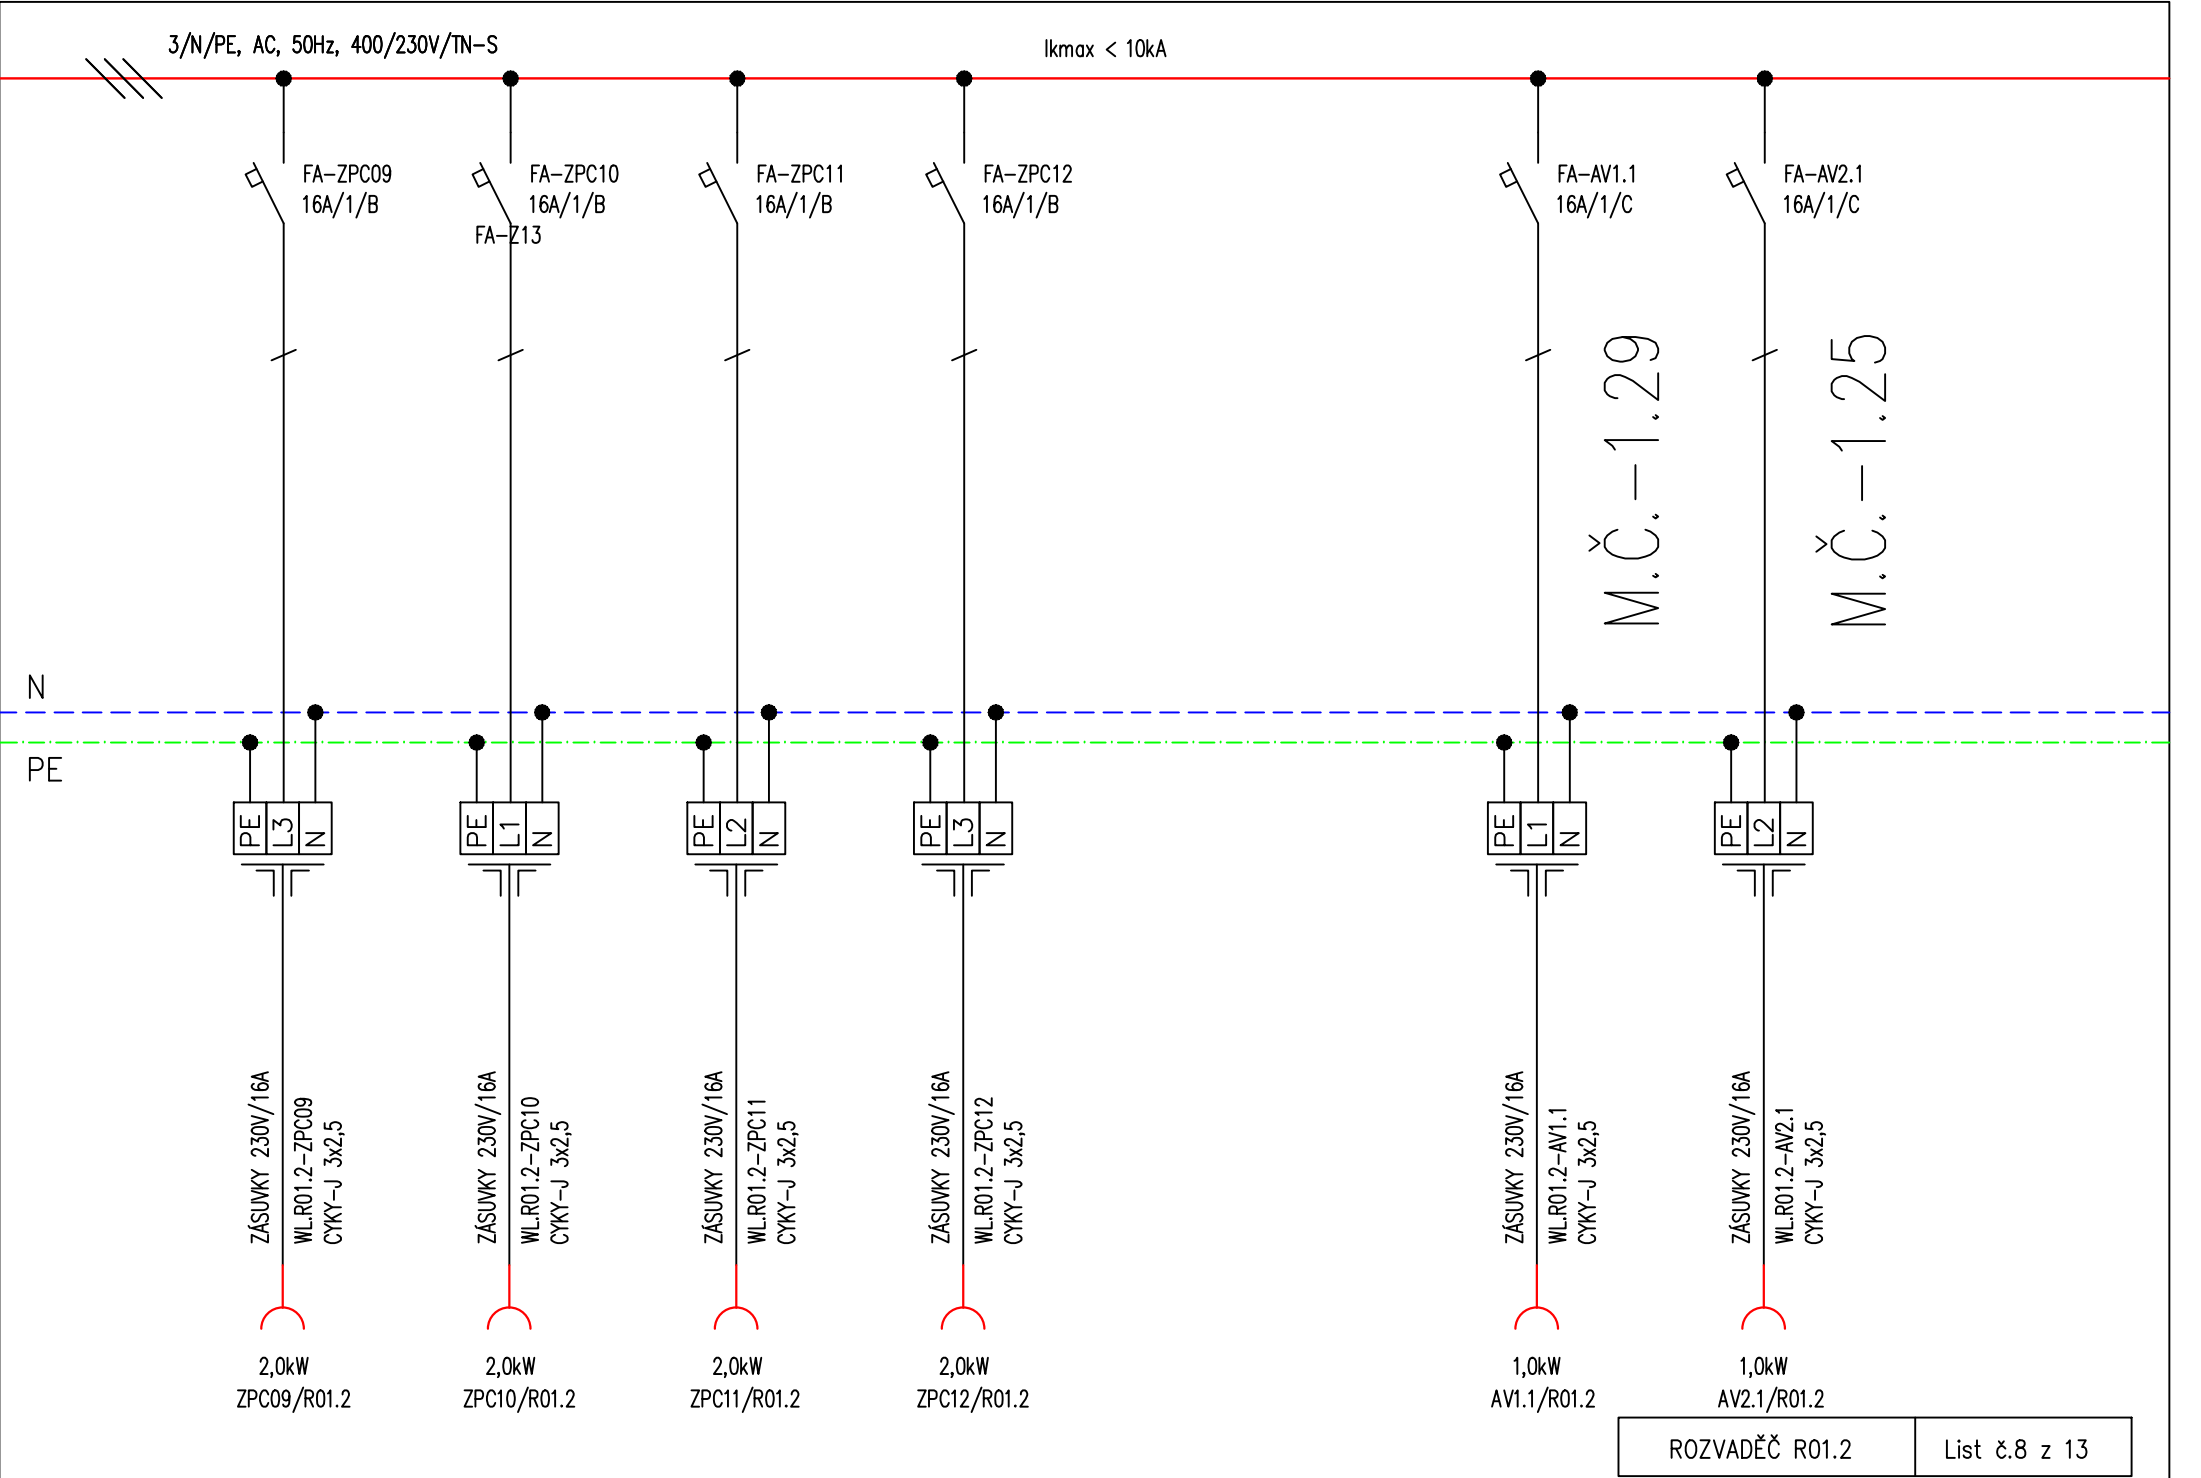 3/N/PE, AC, 50Hz, 400/230V/TN-S
Ikmax < 10kA
FA-ZPC09
16A/1/B
FA-ZPC10
16A/1/B
FA-Z13
FA-ZPC11
16A/1/B
FA-ZPC12
16A/1/B
FA-AV1.1
16A/1/C
FA-AV2.1
16A/1/C
M.Č.-1.29
M.Č.-1.25
N
PE
PE L3 N
PE L1 N
PE L2 N
PE L3 N
PE L1 N
PE L2 N
ZÁSUVKY 230V/16A
WL.R01.2-ZPC09
CYKY-J 3x2,5
ZÁSUVKY 230V/16A
WL.R01.2-ZPC10
CYKY-J 3x2,5
ZÁSUVKY 230V/16A
WL.R01.2-ZPC11
CYKY-J 3x2,5
ZÁSUVKY 230V/16A
WL.R01.2-ZPC12
CYKY-J 3x2,5
ZÁSUVKY 230V/16A
WL.R01.2-AV1.1
CYKY-J 3x2,5
ZÁSUVKY 230V/16A
WL.R01.2-AV2.1
CYKY-J 3x2,5
2,0kW
ZPC09/R01.2
2,0kW
ZPC10/R01.2
2,0kW
ZPC11/R01.2
2,0kW
ZPC12/R01.2
1,0kW
AV1.1/R01.2
1,0kW
AV2.1/R01.2
ROZVADĚČ R01.2
List č.8 z 13